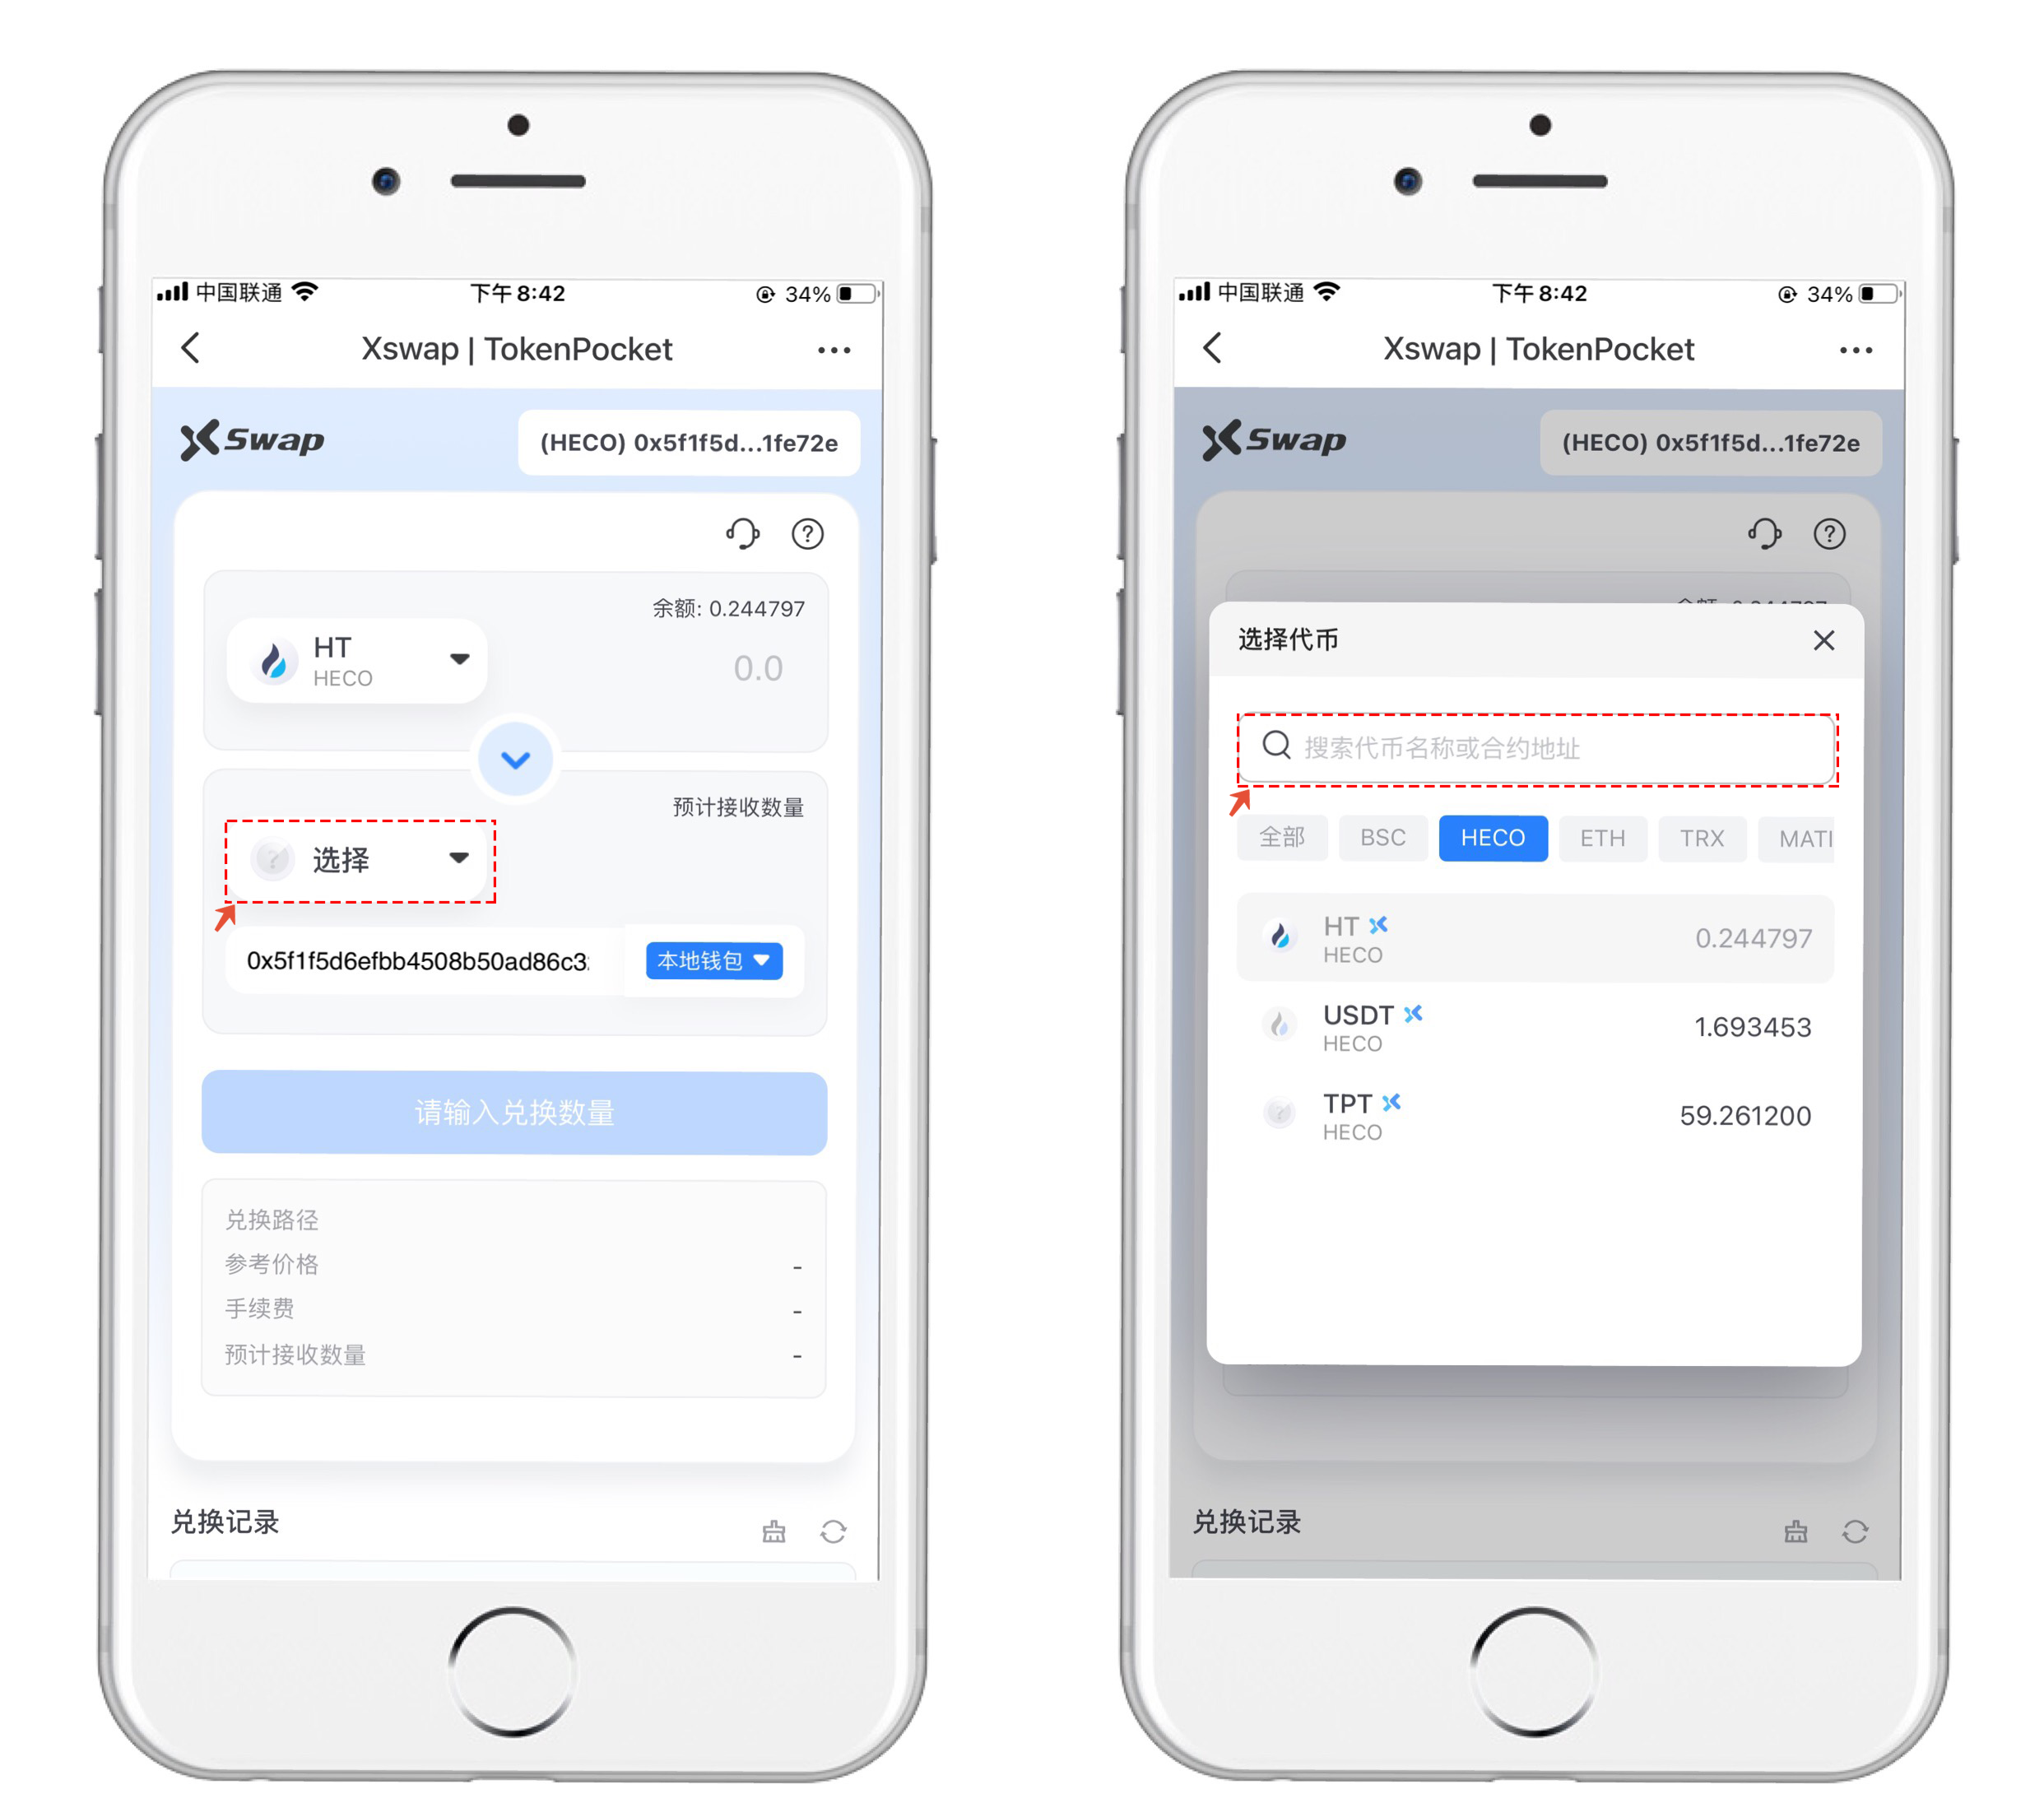 中国联通
下午 8:42
34%
Xswap | TokenPocket
Swap
(HECO) 0x5f1f5d...1fe72e
余额: 0.244797
HT
HECO
0.0
预计接收数量
选择
0x5f1f5d6efbb4508b50ad86c3
本地钱包
请输入兑换数量
兑换路径
参考价格 -
手续费 -
预计接收数量 -
兑换记录
中国联通
下午 8:42
34%
Xswap | TokenPocket
Swap
(HECO) 0x5f1f5d...1fe72e
选择代币
搜索代币名称或合约地址
全部 BSC HECO ETH TRX MATI
HT
HECO
0.244797
USDT
HECO
1.693453
TPT
HECO
59.261200
兑换记录